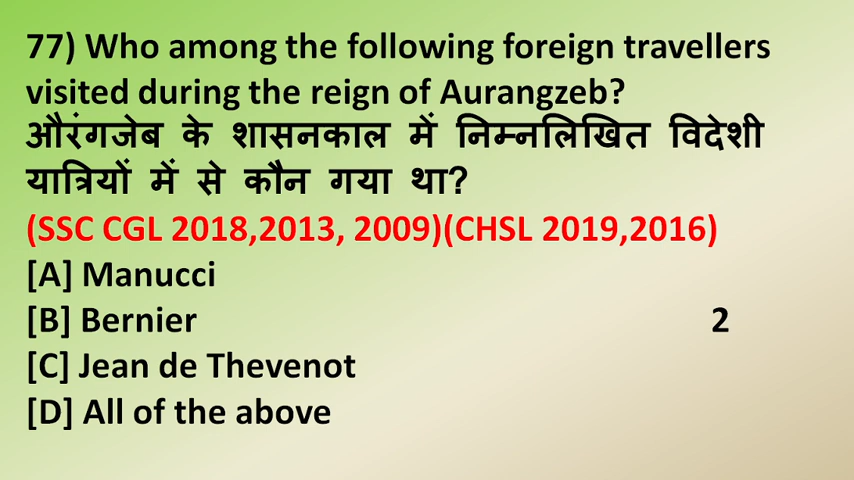 77) Who among the following foreign travellers
visited during the reign of Aurangzeb?
औरंगजेब के शासनकाल में निम्नलिखित विदेशी
यात्रियों में से कौन गया था?
(SSC CGL 2018,2013, 2009)(CHSL 2019,2016)
[A] Manucci
[B] Bernier 2
[C] Jean de Thevenot
[D] All of the above